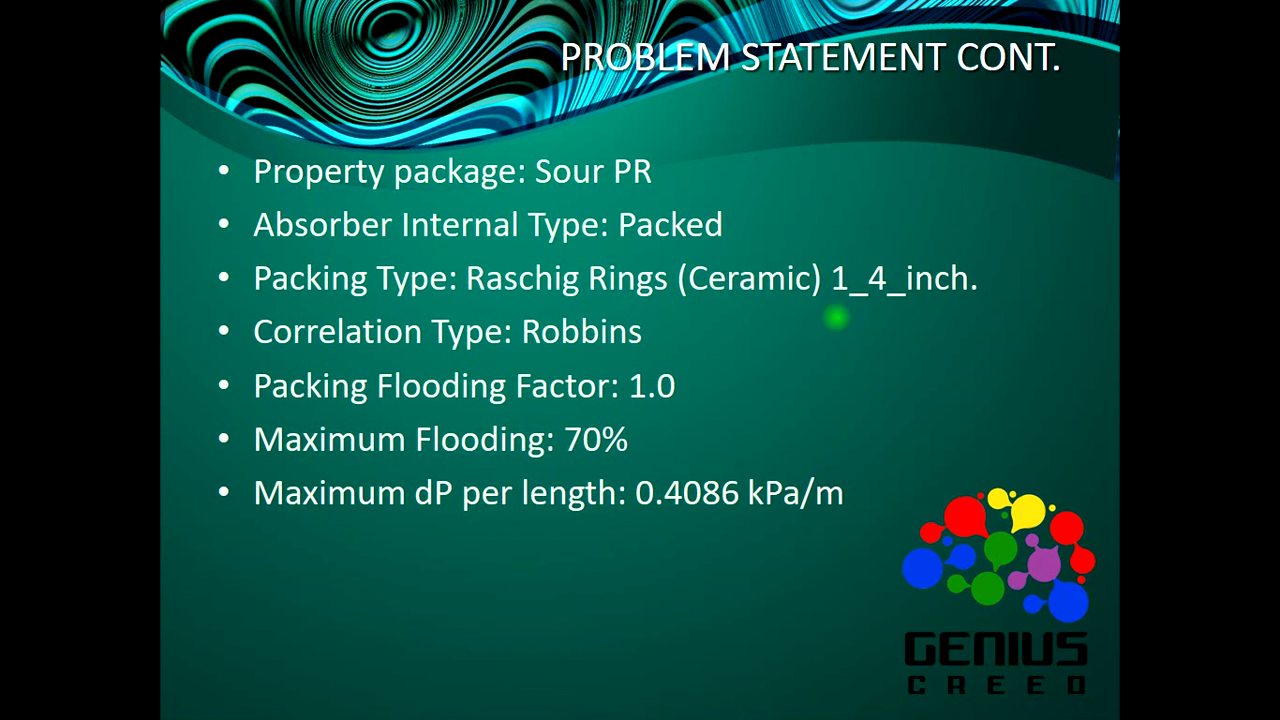 PROBLEM STATEMENT CONT.
• Property package: Sour PR
• Absorber Internal Type: Packed
• Packing Type: Raschig Rings (Ceramic) 1_4_inch.
• Correlation Type: Robbins
• Packing Flooding Factor: 1.0
• Maximum Flooding: 70%
• Maximum dP per length: 0.4086 kPa/m
GENIUS
CREED